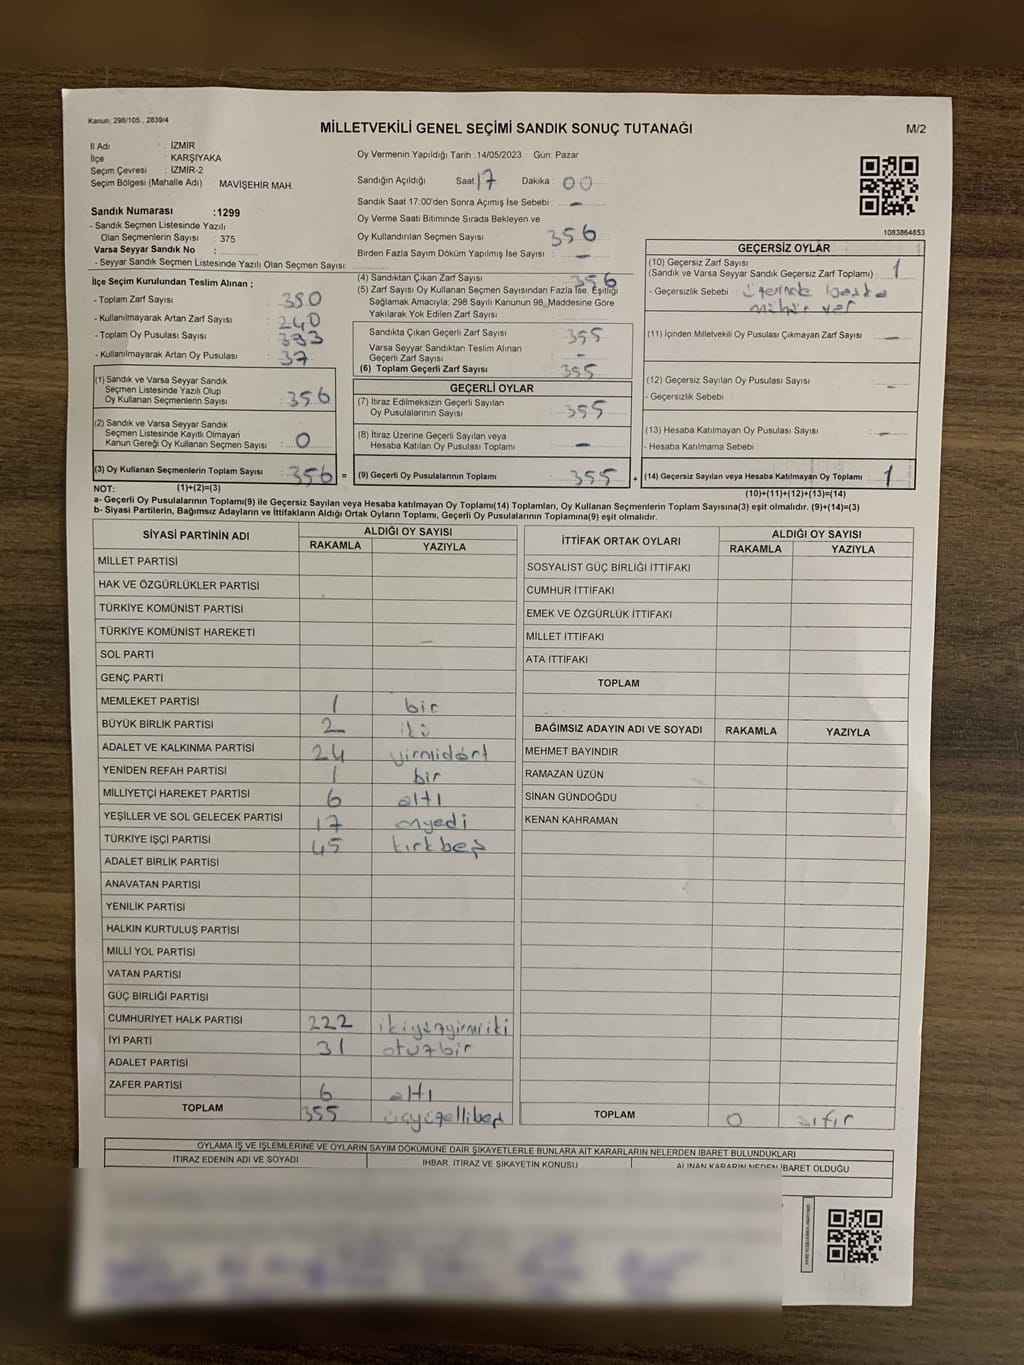 Kanun; 298/105 , 2839/4
MİLLETVEKİLİ GENEL SEÇİMİ SANDIK SONUÇ TUTANAĞI
M/2
İl Adı : İZMİR
İlçe : KARŞIYAKA
Seçim Çevresi : İZMİR-2
Seçim Bölgesi (Mahalle Adı) : MAVİŞEHİR MAH.
Sandık Numarası :1299
- Sandık Seçmen Listesinde Yazılı
Olan Seçmenlerin Sayısı : 375
Varsa Seyyar Sandık No :
- Seyyar Sandık Seçmen Listesinde Yazılı Olan Seçmen Sayısı:
Oy Vermenin Yapıldığı Tarih :14/05/2023 Gün: Pazar
Sandığın Açıldığı Saat: 17 Dakika : 00
Sandık Saat 17:00'den Sonra Açımış İse Sebebi : -
Oy Verme Saati Bitiminde Sırada Bekleyen ve
Oy Kullandırılan Seçmen Sayısı 356
Birden Fazla Sayım Döküm Yapılmış İse Sayısı : -
1083864853
İlçe Seçim Kurulundan Teslim Alınan ;
- Toplam Zarf Sayısı : 380
- Kullanılmayarak Artan Zarf Sayısı : 240
- Toplam Oy Pusulası Sayısı : 393
- Kullanılmayarak Artan Oy Pusulası : 37
(1) Sandık ve Varsa Seyyar Sandık
Seçmen Listesinde Yazılı Olup
Oy Kullanan Seçmenlerin Sayısı : 356
(2) Sandık ve Varsa Seyyar Sandık
Seçmen Listesinde Kayıtlı Olmayan
Kanun Gereği Oy Kullanan Seçmen Sayısı : 0
(3) Oy Kullanan Seçmenlerin Toplam Sayısı : 356 =
(4) Sandıktan Çıkan Zarf Sayısı 356
(5) Zarf Sayısı Oy Kullanan Seçmen Sayısından Fazla İse, Eşitliği
Sağlamak Amacıyla; 298 Sayılı Kanunun 98. Maddesine Göre
Yakılarak Yok Edilen Zarf Sayısı :
Sandıkta Çıkan Geçerli Zarf Sayısı : 355
Varsa Seyyar Sandıktan Teslim Alınan
Geçerli Zarf Sayısı : -
(6) Toplam Geçerli Zarf Sayısı : 355
GEÇERLİ OYLAR
(7) İtiraz Edilmeksizin Geçerli Sayılan
Oy Pusulalarının Sayısı : 355
(8) İtiraz Üzerine Geçerli Sayılan veya
Hesaba Katılan Oy Pusulaları Toplamı : -
(9) Geçerli Oy Pusulalarının Toplamı : 355 +
GEÇERSİZ OYLAR
(10) Geçersiz Zarf Sayısı
(Sandık ve Varsa Seyyar Sandık Geçersiz Zarf Toplamı) : 1
- Geçersizlik Sebebi : üzerinde başka
mühür var
(11) İçinden Milletvekili Oy Pusulası Çıkmayan Zarf Sayısı : -
(12) Geçersiz Sayılan Oy Pusulası Sayısı : -
- Geçersizlik Sebebi :
(13) Hesaba Katılmayan Oy Pusulası Sayısı : -
- Hesaba Katılmama Sebebi :
(14) Geçersiz Sayılan veya Hesaba Katılmayan Oy Toplamı : 1
NOT: (1)+(2)=(3)
(10)+(11)+(12)+(13)=(14)
a- Geçerli Oy Pusulalarının Toplamı(9) ile Geçersiz Sayılan veya Hesaba katılmayan Oy Toplamı(14) Toplamları, Oy Kullanan Seçmenlerin Toplam Sayısına(3) eşit olmalıdır. (9)+(14)=(3)
b- Siyasi Partilerin, Bağımsız Adayların ve İttifakların Aldığı Ortak Oyların Toplamı, Geçerli Oy Pusulalarının Toplamına(9) eşit olmalıdır.
SİYASİ PARTİNİN ADI ALDIĞI OY SAYISI
RAKAMLA YAZIYLA
MİLLET PARTİSİ
HAK VE ÖZGÜRLÜKLER PARTİSİ
TÜRKİYE KOMÜNİST PARTİSİ
TÜRKİYE KOMÜNİST HAREKETİ
SOL PARTİ
GENÇ PARTİ
MEMLEKET PARTİSİ 1 bir
BÜYÜK BİRLİK PARTİSİ 2 iki
ADALET VE KALKINMA PARTİSİ 24 yirmidört
YENİDEN REFAH PARTİSİ 1 bir
MİLLİYETÇİ HAREKET PARTİSİ 6 altı
YEŞİLLER VE SOL GELECEK PARTİSİ 17 onyedi
TÜRKİYE İŞÇİ PARTİSİ 45 kırkbeş
ADALET BİRLİK PARTİSİ
ANAVATAN PARTİSİ
YENİLİK PARTİSİ
HALKIN KURTULUŞ PARTİSİ
MİLLİ YOL PARTİSİ
VATAN PARTİSİ
GÜÇ BİRLİĞİ PARTİSİ
CUMHURİYET HALK PARTİSİ 222 ikiyüzyirmiiki
İYİ PARTİ 31 otuzbir
ADALET PARTİSİ
ZAFER PARTİSİ 6 altı
TOPLAM 355 üçyüzellibeş
İTTİFAK ORTAK OYLARI ALDIĞI OY SAYISI
RAKAMLA YAZIYLA
SOSYALİST GÜÇ BİRLİĞİ İTTİFAKI
CUMHUR İTTİFAKI
EMEK VE ÖZGÜRLÜK İTTİFAKI
MİLLET İTTİFAKI
ATA İTTİFAKI
TOPLAM
BAĞIMSIZ ADAYIN ADI VE SOYADI RAKAMLA YAZIYLA
MEHMET BAYINDIR
RAMAZAN ÜZÜN
SİNAN GÜNDOĞDU
KENAN KAHRAMAN
TOPLAM 0 sıfır
OYLAMA İŞ VE İŞLEMLERİNE VE OYLARIN SAYIM DÖKÜMÜNE DAİR ŞİKAYETLERLE BUNLARA AİT KARARLARIN NELERDEN İBARET BULUNDUKLARI
İTİRAZ EDENİN ADI VE SOYADI İHBAR, İTİRAZ VE ŞİKAYETİN KONUSU ALINAN KARARIN NEDEN İBARET OLDUĞU